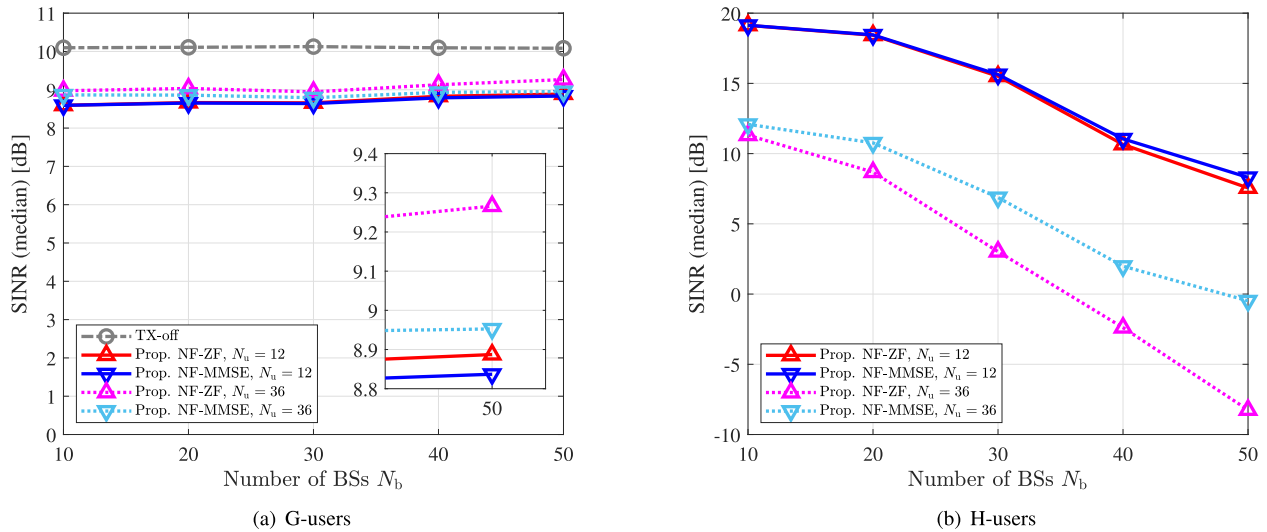 11
10
9
8
7
6
5
4
3
2
1
0
SINR (median) [dB]
10 20 30 40 50
Number of BSs N_b
TX-off
Prop. NF-ZF, N_u = 12
Prop. NF-MMSE, N_u = 12
Prop. NF-ZF, N_u = 36
Prop. NF-MMSE, N_u = 36
9.4
9.3
9.2
9.1
9
8.9
8.8
50
(a) G-users
20
15
10
5
0
-5
-10
SINR (median) [dB]
10 20 30 40 50
Number of BSs N_b
Prop. NF-ZF, N_u = 12
Prop. NF-MMSE, N_u = 12
Prop. NF-ZF, N_u = 36
Prop. NF-MMSE, N_u = 36
(b) H-users